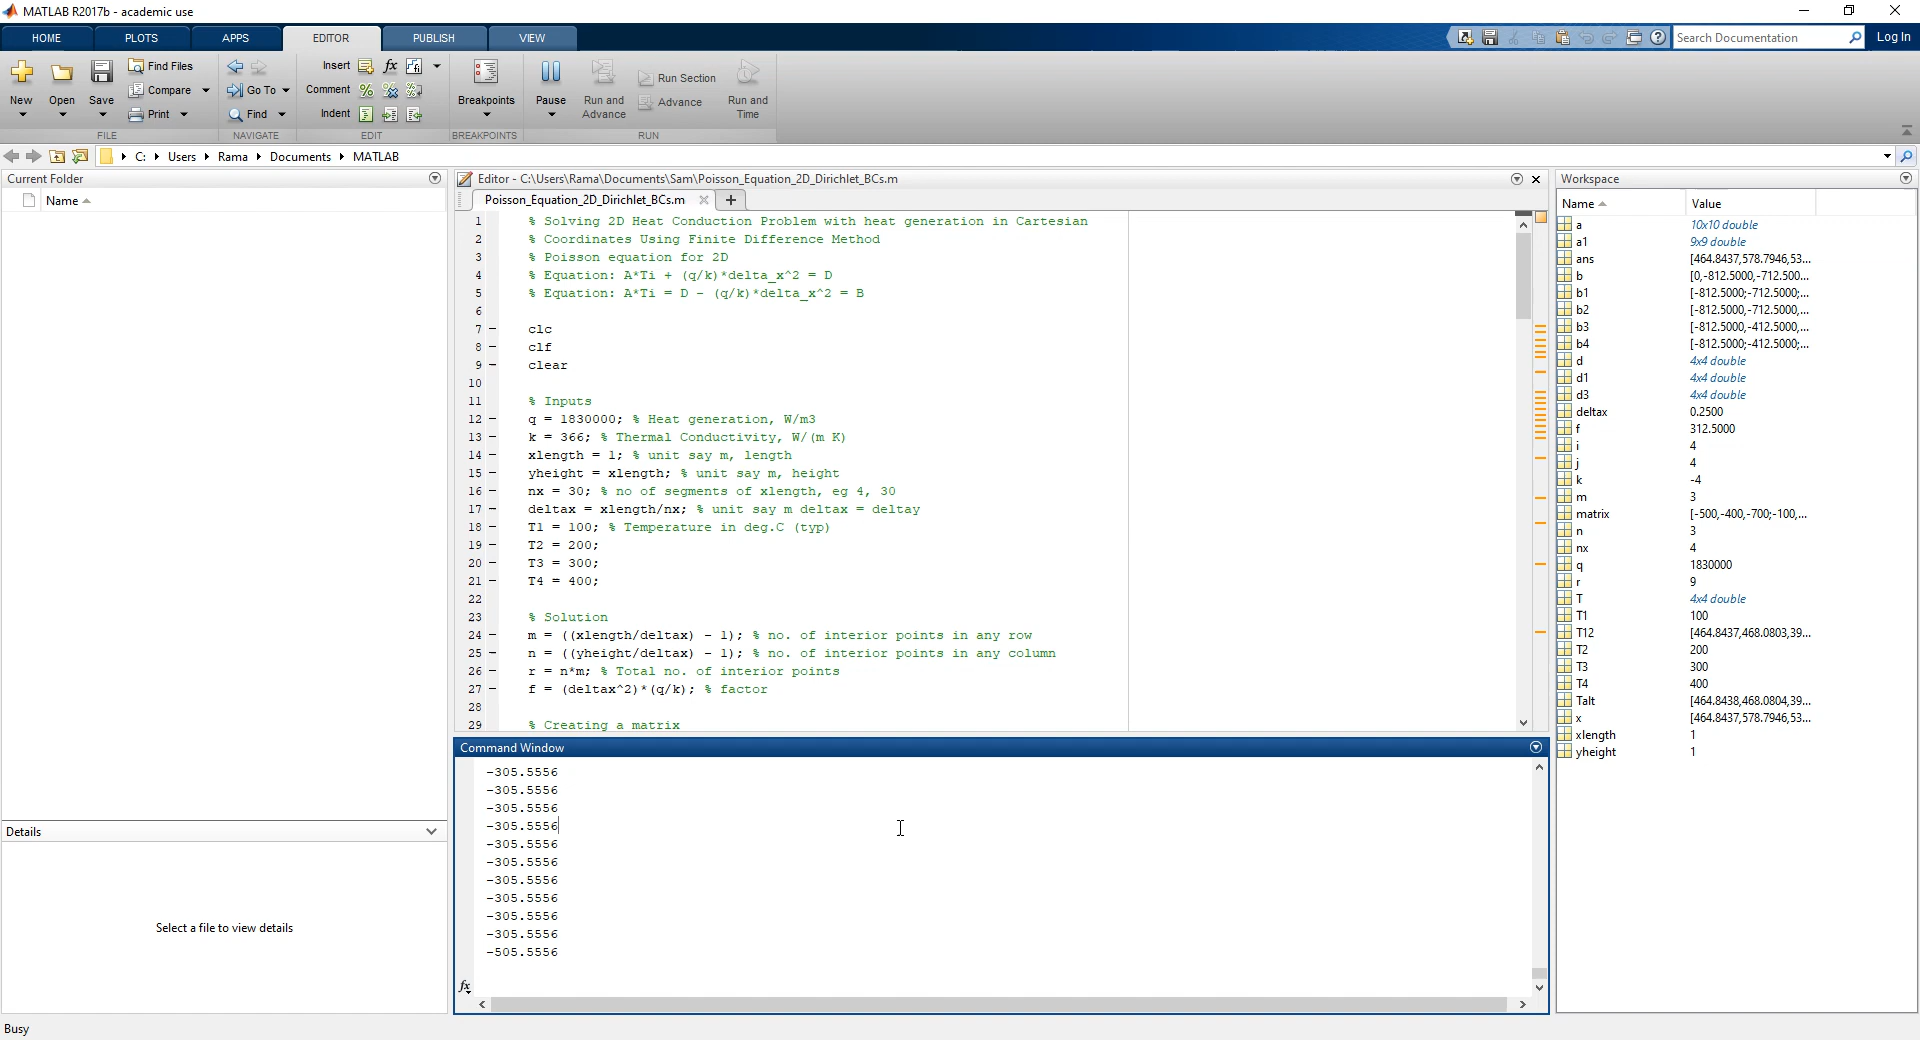 MATLAB R2017b - academic use
HOME PLOTS APPS EDITOR PUBLISH VIEW
Search Documentation Log In
New Open Save Find Files Compare Print
FILE
Go To Find
NAVIGATE
Insert fx
Comment
Indent
EDIT
Breakpoints
BREAKPOINTS
Pause Run and Advance Run Section Advance Run and Time
RUN
C: Users Rama Documents MATLAB
Current Folder
Name
Details
Select a file to view details
Editor - C:\Users\Rama\Documents\Sam\Poisson_Equation_2D_Dirichlet_BCs.m
Poisson_Equation_2D_Dirichlet_BCs.m
1 % Solving 2D Heat Conduction Problem with heat generation in Cartesian
2 % Coordinates Using Finite Difference Method
3 % Poisson equation for 2D
4 % Equation: A*Ti + (q/k)*delta_x^2 = D
5 % Equation: A*Ti = D - (q/k)*delta_x^2 = B
6
7 - clc
8 - clf
9 - clear
10
11 % Inputs
12 - q = 1830000; % Heat generation, W/m3
13 - k = 366; % Thermal Conductivity, W/(m K)
14 - xlength = 1; % unit say m, length
15 - yheight = xlength; % unit say m, height
16 - nx = 30; % no of segments of xlength, eg 4, 30
17 - deltax = xlength/nx; % unit say m deltax = deltay
18 - T1 = 100; % Temperature in deg.C (typ)
19 - T2 = 200;
20 - T3 = 300;
21 - T4 = 400;
22
23 % Solution
24 - m = ((xlength/deltax) - 1); % no. of interior points in any row
25 - n = ((yheight/deltax) - 1); % no. of interior points in any column
26 - r = n*m; % Total no. of interior points
27 - f = (deltax^2)*(q/k); % factor
28
29 % Creating a matrix
Command Window
-305.5556
-305.5556
-305.5556
-305.5556
-305.5556
-305.5556
-305.5556
-305.5556
-305.5556
-305.5556
-505.5556
fx
Workspace
Name Value
a 10x10 double
a1 9x9 double
ans [464.8437,578.7946,53...
b [0,-812.5000,-712.500...
b1 [-812.5000;-712.5000;...
b2 [-812.5000,-712.5000,...
b3 [-812.5000,-412.5000,...
b4 [-812.5000;-412.5000;...
d 4x4 double
d1 4x4 double
d3 4x4 double
deltax 0.2500
f 312.5000
i 4
j 4
k -4
m 3
matrix [-500,-400,-700;-100,...
n 3
nx 4
q 1830000
r 9
T 4x4 double
T1 100
T12 [464.8437,468.0803,39...
T2 200
T3 300
T4 400
Talt [464.8438,468.0804,39...
x [464.8437,578.7946,53...
xlength 1
yheight 1
Busy